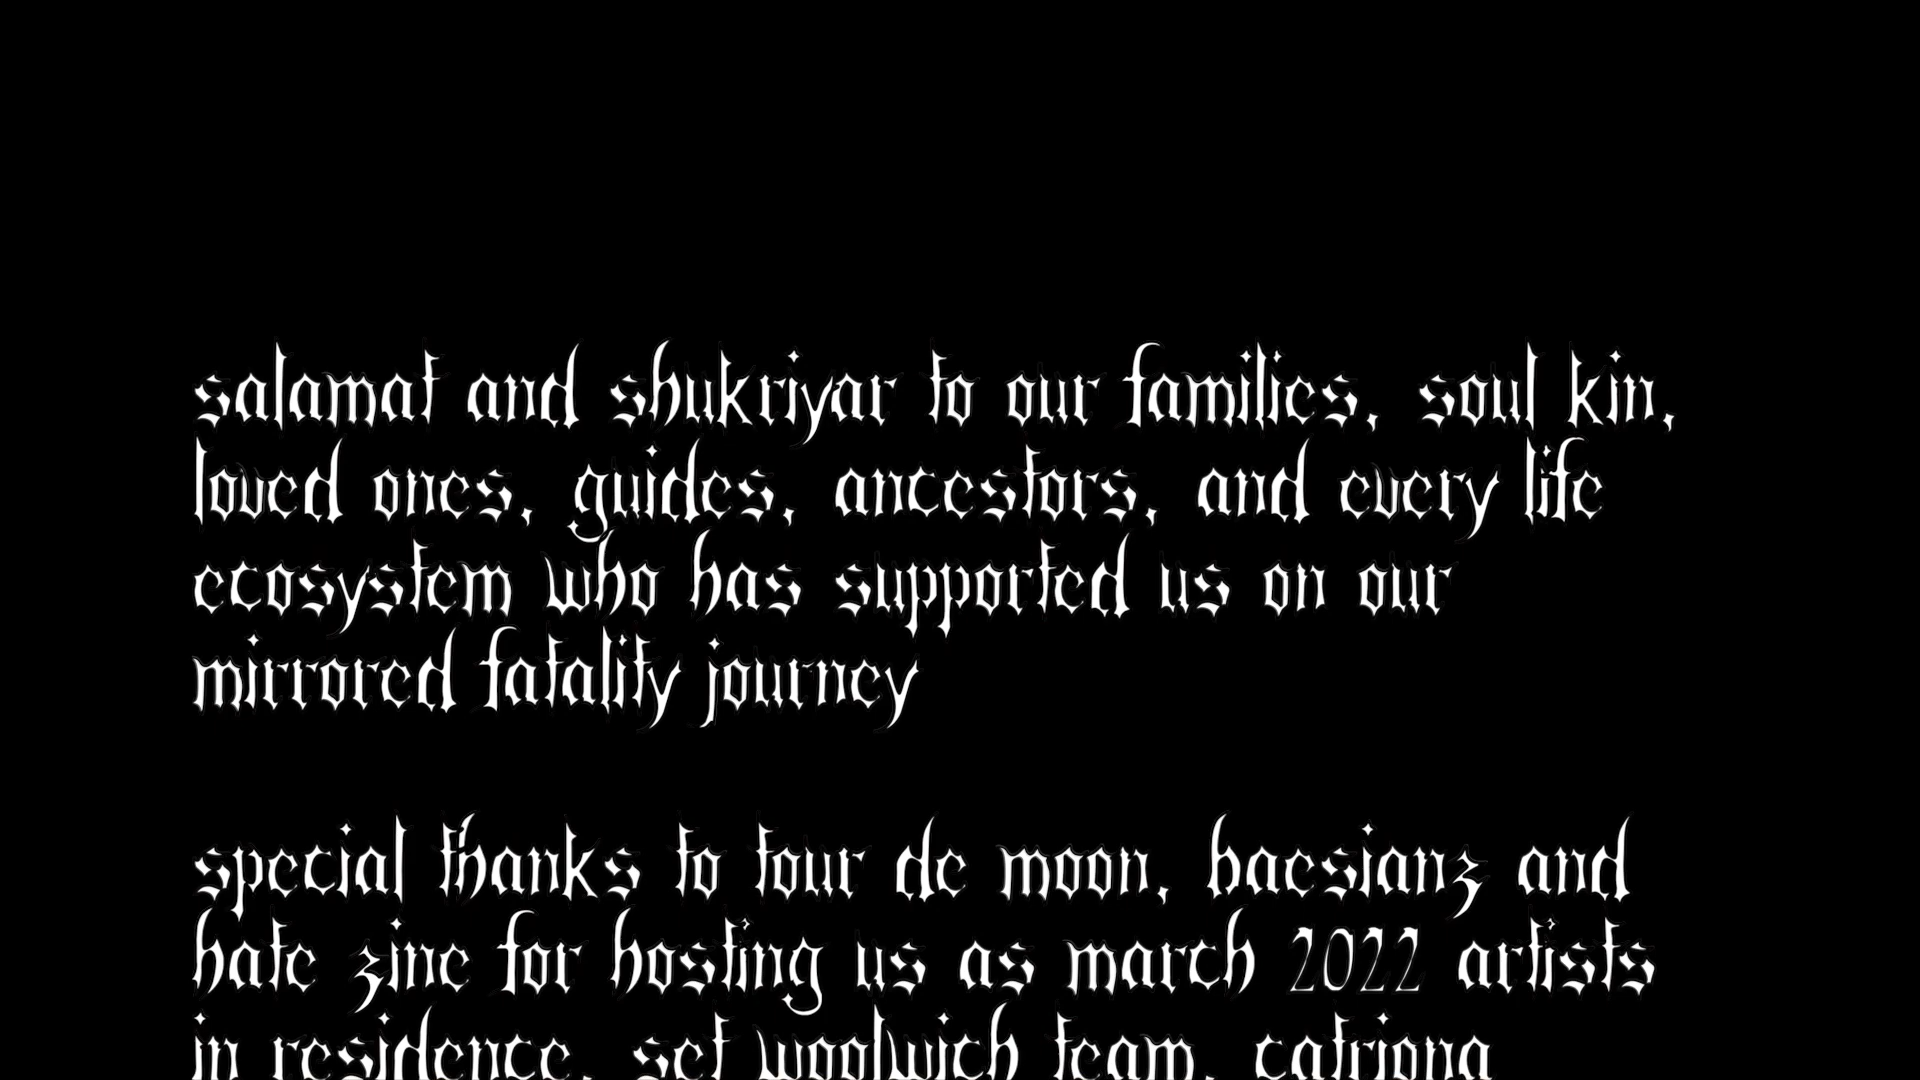 salamat and shukriyar to our families, soul kin,
loved ones, guides, ancestors, and every life
ecosystem who has supported us on our
mirrored fatality journey
special thanks to tour de moon, baesianz and
hate zine for hosting us as march 2022 artists
in residence, set woolwich team, catriona